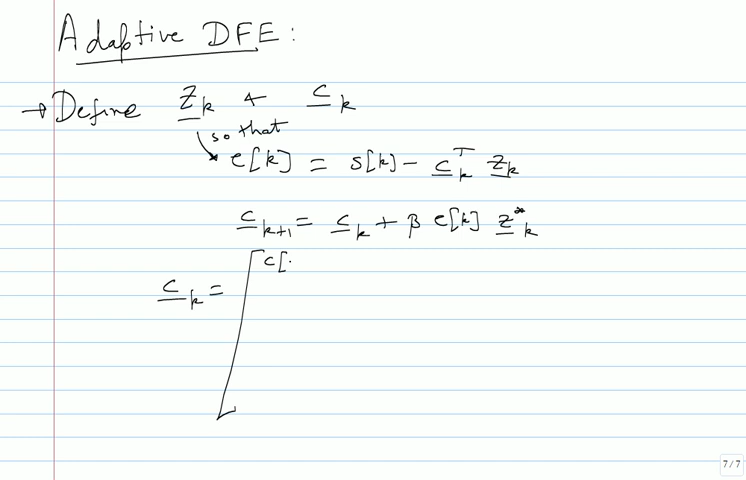 Adaptive DFE:
→ Define z_k & c_k
so that
e[k] = s[k] - c_k^T z_k
c_{k+1} = c_k + β e[k] z*_k
c_k = [ c[.
7/7